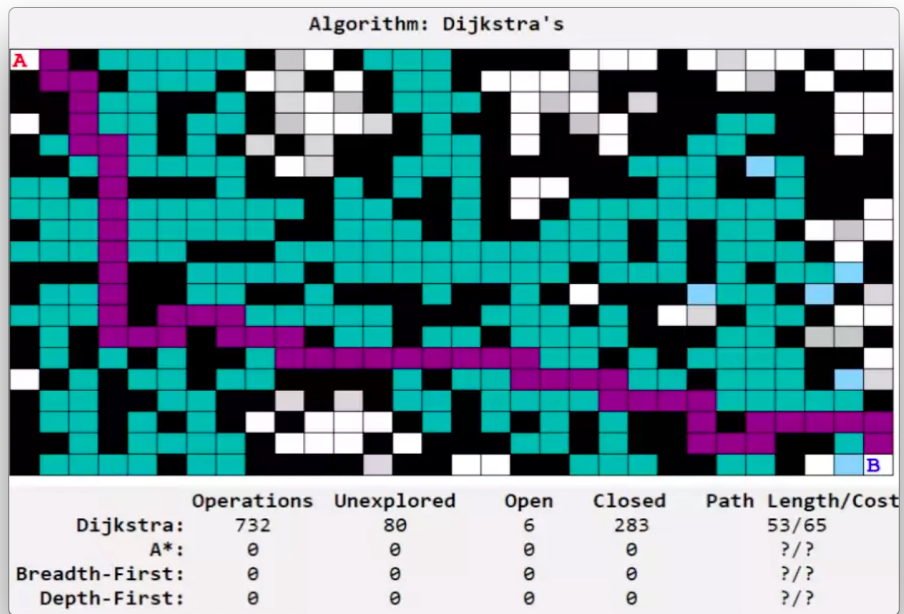 Algorithm: Dijkstra's
A
B
Operations Unexplored Open Closed Path Length/Cost
Dijkstra: 732 80 6 283 53/65
A*: 0 0 0 0 ?/?
Breadth-First: 0 0 0 0 ?/?
Depth-First: 0 0 0 0 ?/?